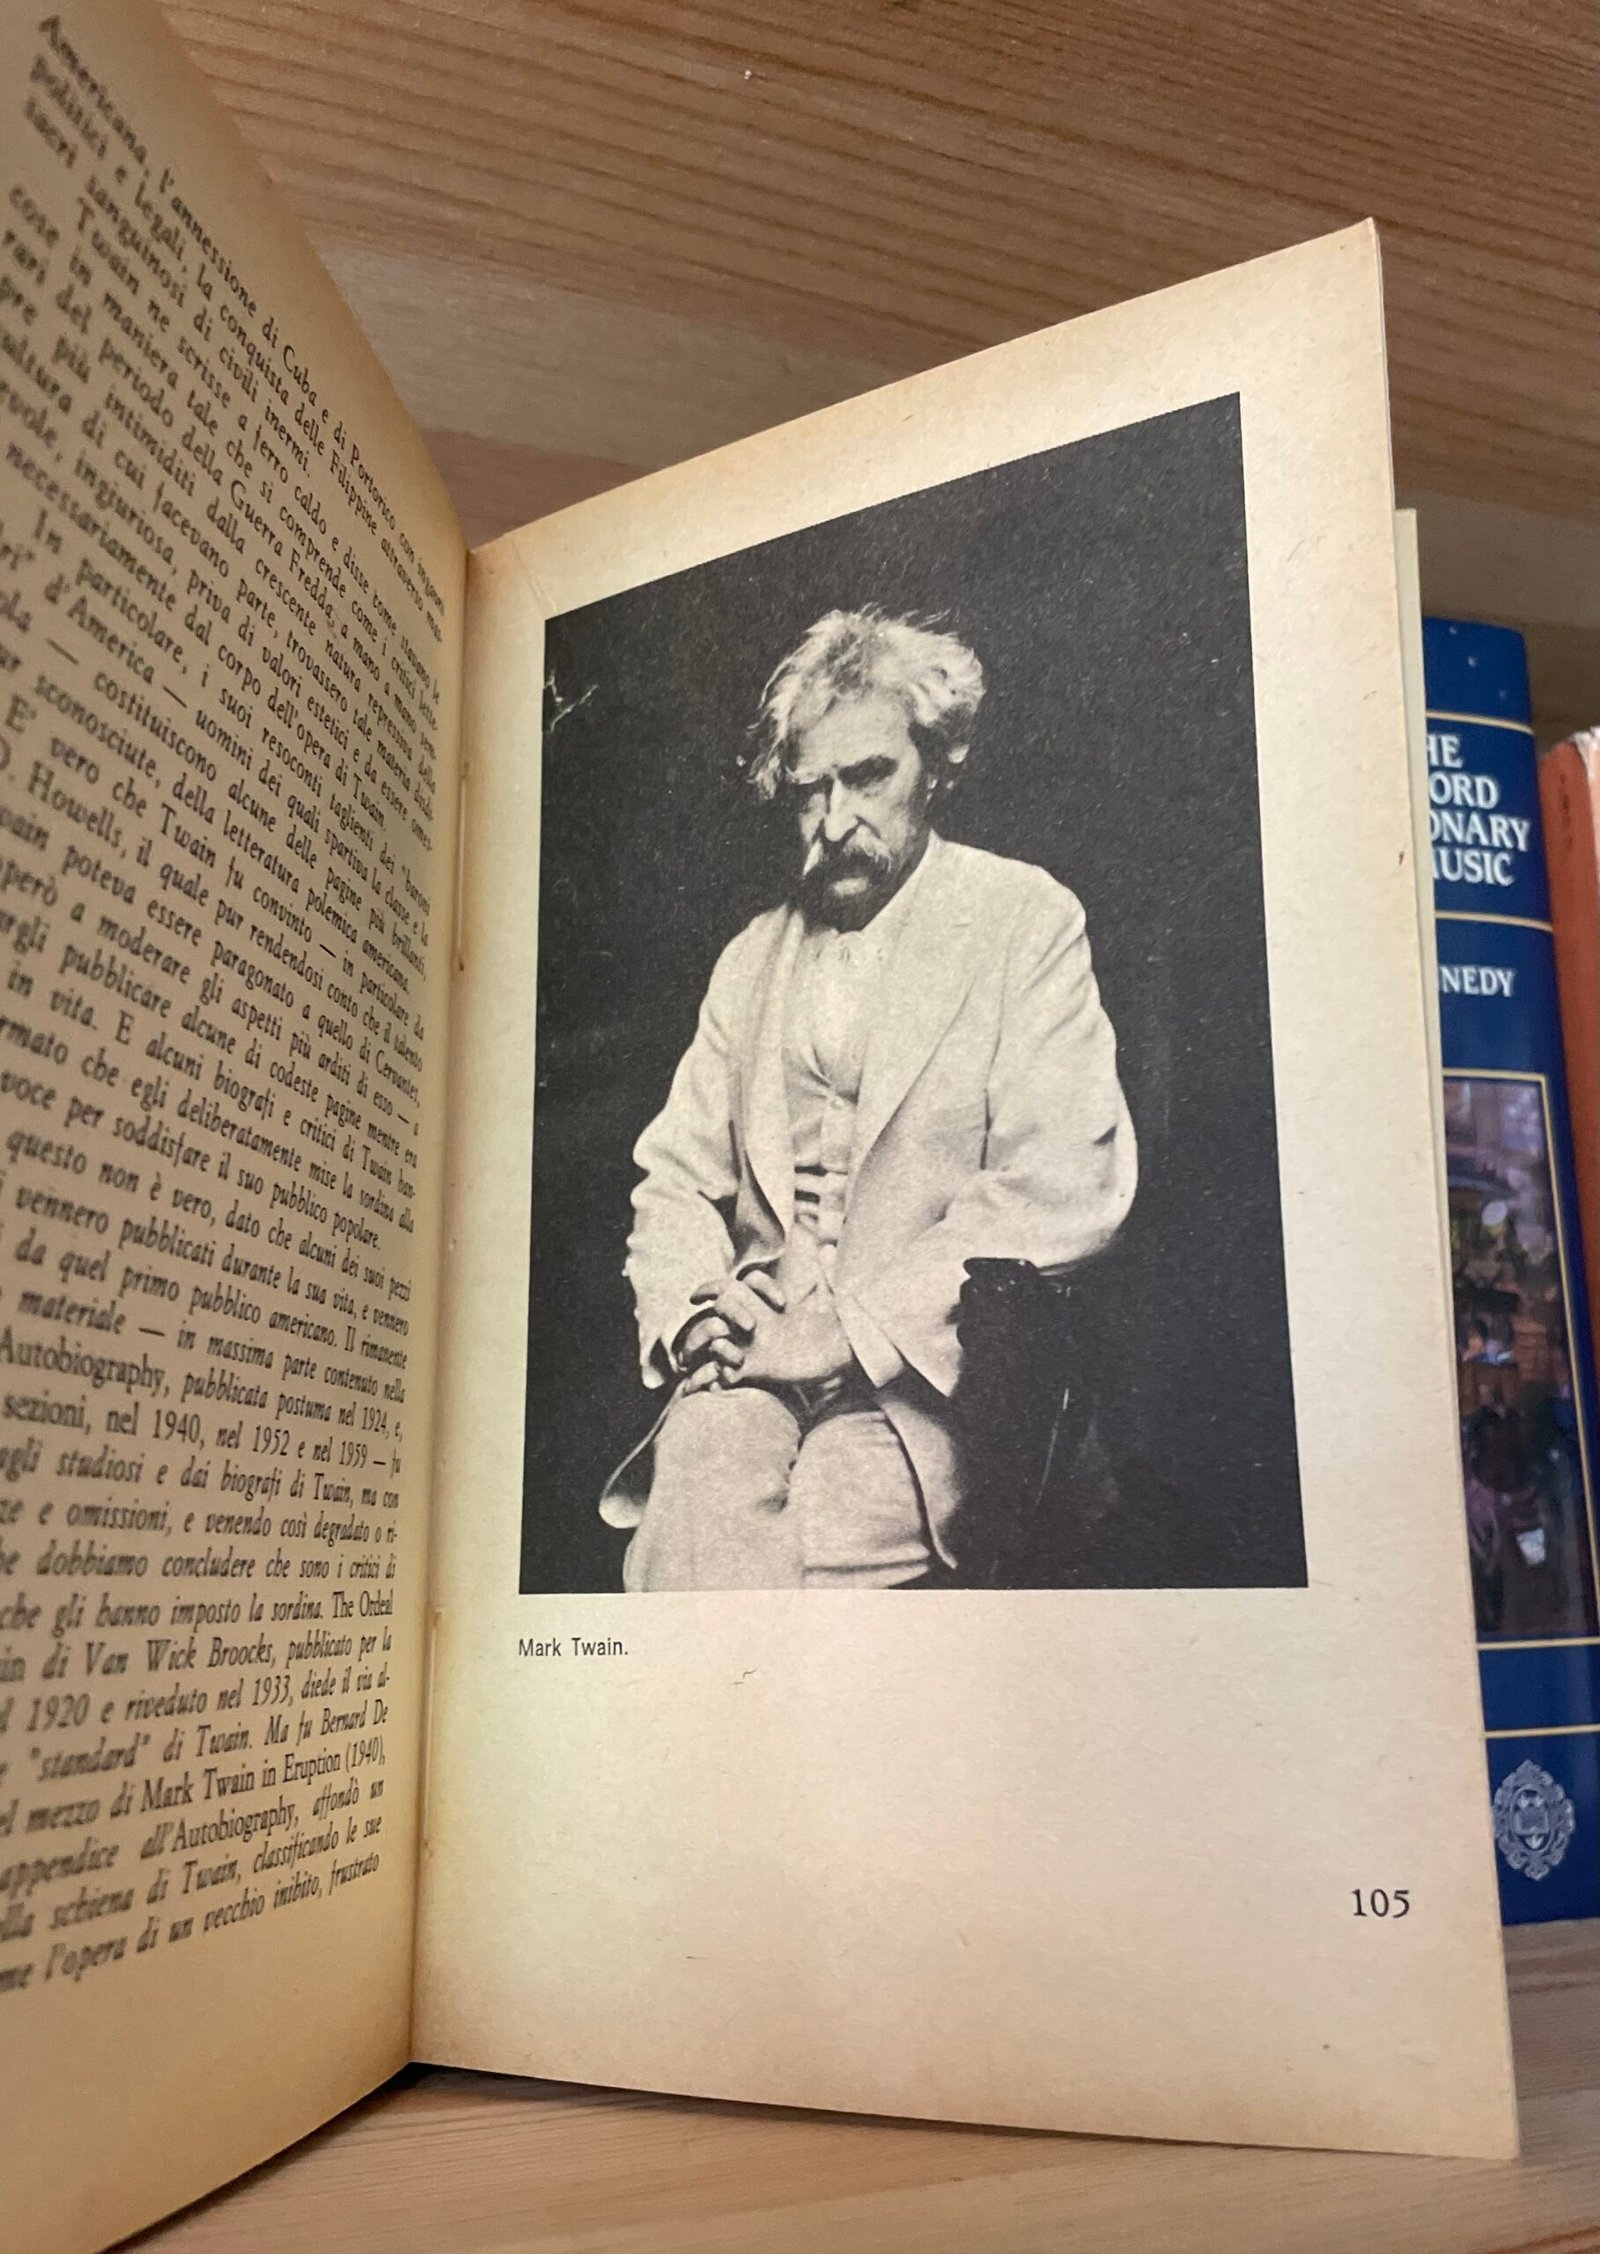 Americana, l'annessione di Cuba e di Portorico con inganni
politici e legali, la conquista delle Filippine attraverso mas-
sacri sanguinosi di civili inermi.
Twain ne scrisse a ferro caldo e disse come stavano le
cose in maniera tale che si comprende come i critici lette-
rari del periodo della Guerra Fredda, a mano a mano sem-
pre più intimiditi dalla crescente natura repressiva della
cultura di cui facevano parte, trovassero tale materia
ingiuriosa, priva di valori estetici e da essere
necessariamente dal corpo dell'opera di Twain.
In particolare, i suoi resoconti taglienti dei "baroni
d'America — uomini dei quali spartiva la classe e la
— costituiscono alcune delle pagine più brillanti,
sconosciute, della letteratura polemica americana.
E' vero che Twain fu convinto — in particolare da
D. Howells, il quale pur rendendosi conto che il talento
poteva essere paragonato a quello di Cervantes,
operò a moderare gli aspetti più arditi di esso — a
pubblicare alcune di codeste pagine mentre era
in vita. E alcuni biografi e critici di Twain han-
che egli deliberatamente mise la sordina alla
voce per soddisfare il suo pubblico popolare.
questo non è vero, dato che alcuni dei suoi pezzi
vennero pubblicati durante la sua vita, e vennero
da quel primo pubblico americano. Il rimanente
materiale — in massima parte contenuto nella
Autobiography, pubblicata postuma nel 1924, e,
sezioni, nel 1940, nel 1952 e nel 1959 — fu
agli studiosi e dai biografi di Twain, ma con
e omissioni, e venendo così degradato o ri-
dobbiamo concludere che sono i critici di
che gli hanno imposto la sordina. The Ordeal
di Van Wick Broocks, pubblicato per la
1920 e riveduto nel 1933, diede il via al-
"standard" di Twain. Ma fu Bernard De
mezzo di Mark Twain in Eruption (1940),
appendice all'Autobiography, affondò un
schiena di Twain, classificando le sue
l'opera di un vecchio inibito, frustrato
Mark Twain.
105
HE
ORD
ONARY
MUSIC
NEDY